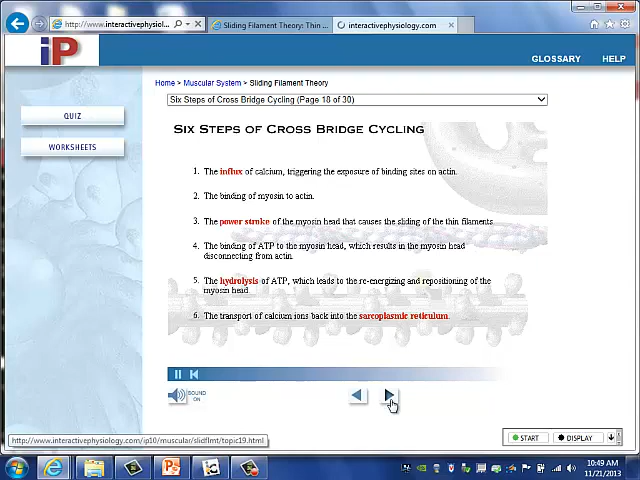 http://www.interactivephysiol...
Sliding Filament Theory: Thin ...
interactivephysiology.com
iP
GLOSSARY
HELP
Home > Muscular System > Sliding Filament Theory
Six Steps of Cross Bridge Cycling (Page 18 of 30)
QUIZ
WORKSHEETS
SIX STEPS OF CROSS BRIDGE CYCLING
1. The influx of calcium, triggering the exposure of binding sites on actin.
2. The binding of myosin to actin.
3. The power stroke of the myosin head that causes the sliding of the thin filaments.
4. The binding of ATP to the myosin head, which results in the myosin head
disconnecting from actin.
5. The hydrolysis of ATP, which leads to the re-energizing and repositioning of the
myosin head
6. The transport of calcium ions back into the sarcoplasmic reticulum.
SOUND
ON
http://www.interactivephysiology.com/ip10/muscular/slidfilmt/topic19.html
START
DISPLAY
10:49 AM
11/21/2013